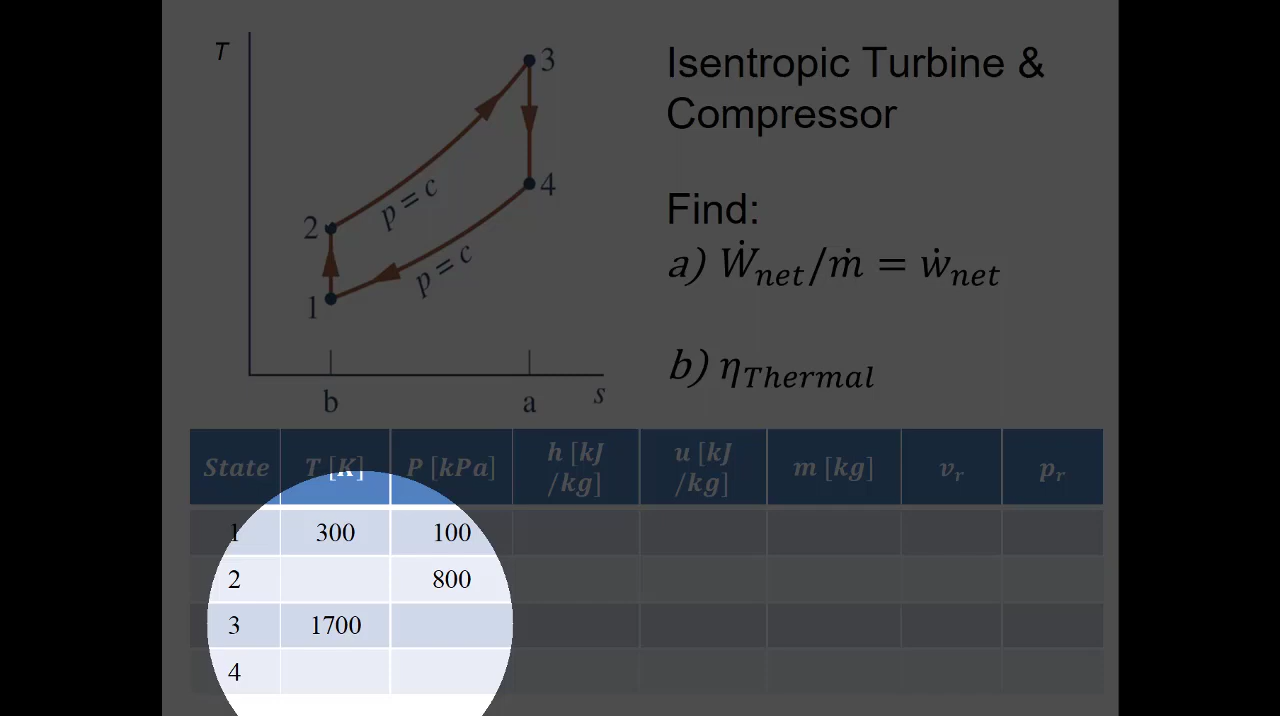 T
3
Isentropic Turbine &
Compressor
p = c
4
2
Find:
p = c
a) Ẇnet/ṁ = ẇnet
1
b) ηThermal
b
a
s
State T [K] P [kPa] h [kJ/kg] u [kJ/kg] m [kg] vr pr
1 300 100
2 800
3 1700
4